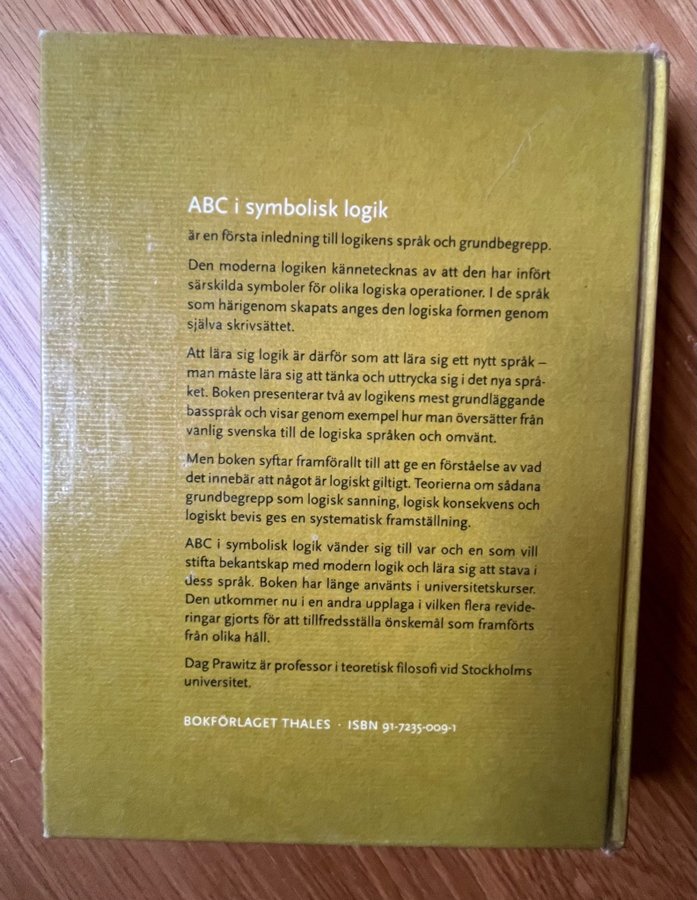 ABC i symbolisk logik
är en första inledning till logikens språk och grundbegrepp.
Den moderna logiken kännetecknas av att den har infört
särskilda symboler för olika logiska operationer. I de språk
som härigenom skapats anges den logiska formen genom
själva skrivsättet.
Att lära sig logik är därför som att lära sig ett nytt språk –
man måste lära sig att tänka och uttrycka sig i det nya språ-
ket. Boken presenterar två av logikens mest grundläggande
basspråk och visar genom exempel hur man översätter från
vanlig svenska till de logiska språken och omvänt.
Men boken syftar framförallt till att ge en förståelse av vad
det innebär att något är logiskt giltigt. Teorierna om sådana
grundbegrepp som logisk sanning, logisk konsekvens och
logiskt bevis ges en systematisk framställning.
ABC i symbolisk logik vänder sig till var och en som vill
stifta bekantskap med modern logik och lära sig att stava i
dess språk. Boken har länge använts i universitetskurser.
Den utkommer nu i en andra upplaga i vilken flera revide-
ringar gjorts för att tillfredsställa önskemål som framförts
från olika håll.
Dag Prawitz är professor i teoretisk filosofi vid Stockholms
universitet.
BOKFÖRLAGET THALES · ISBN 91-7235-009-1